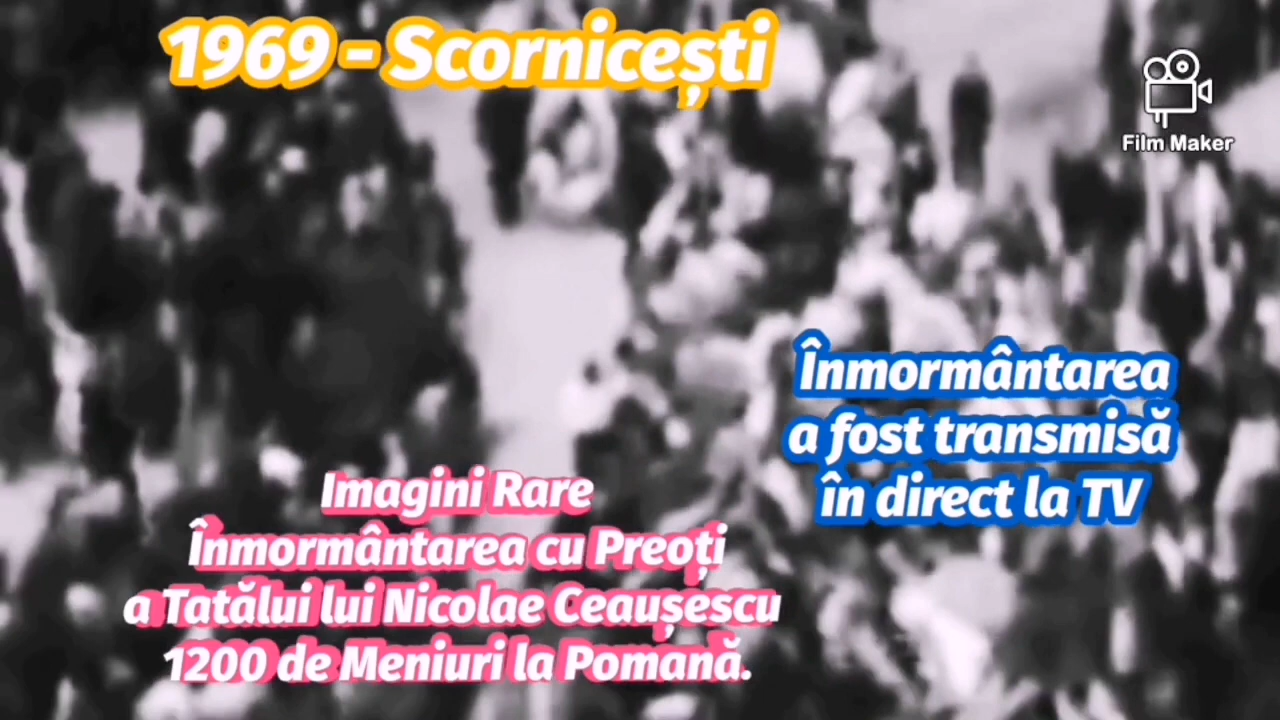 1969 - Scornicești
Film Maker
Înmormântarea
a fost transmisă
în direct la TV
Imagini Rare
Înmormântarea cu Preoți
a Tatălui lui Nicolae Ceaușescu
1200 de Meniuri la Pomană.